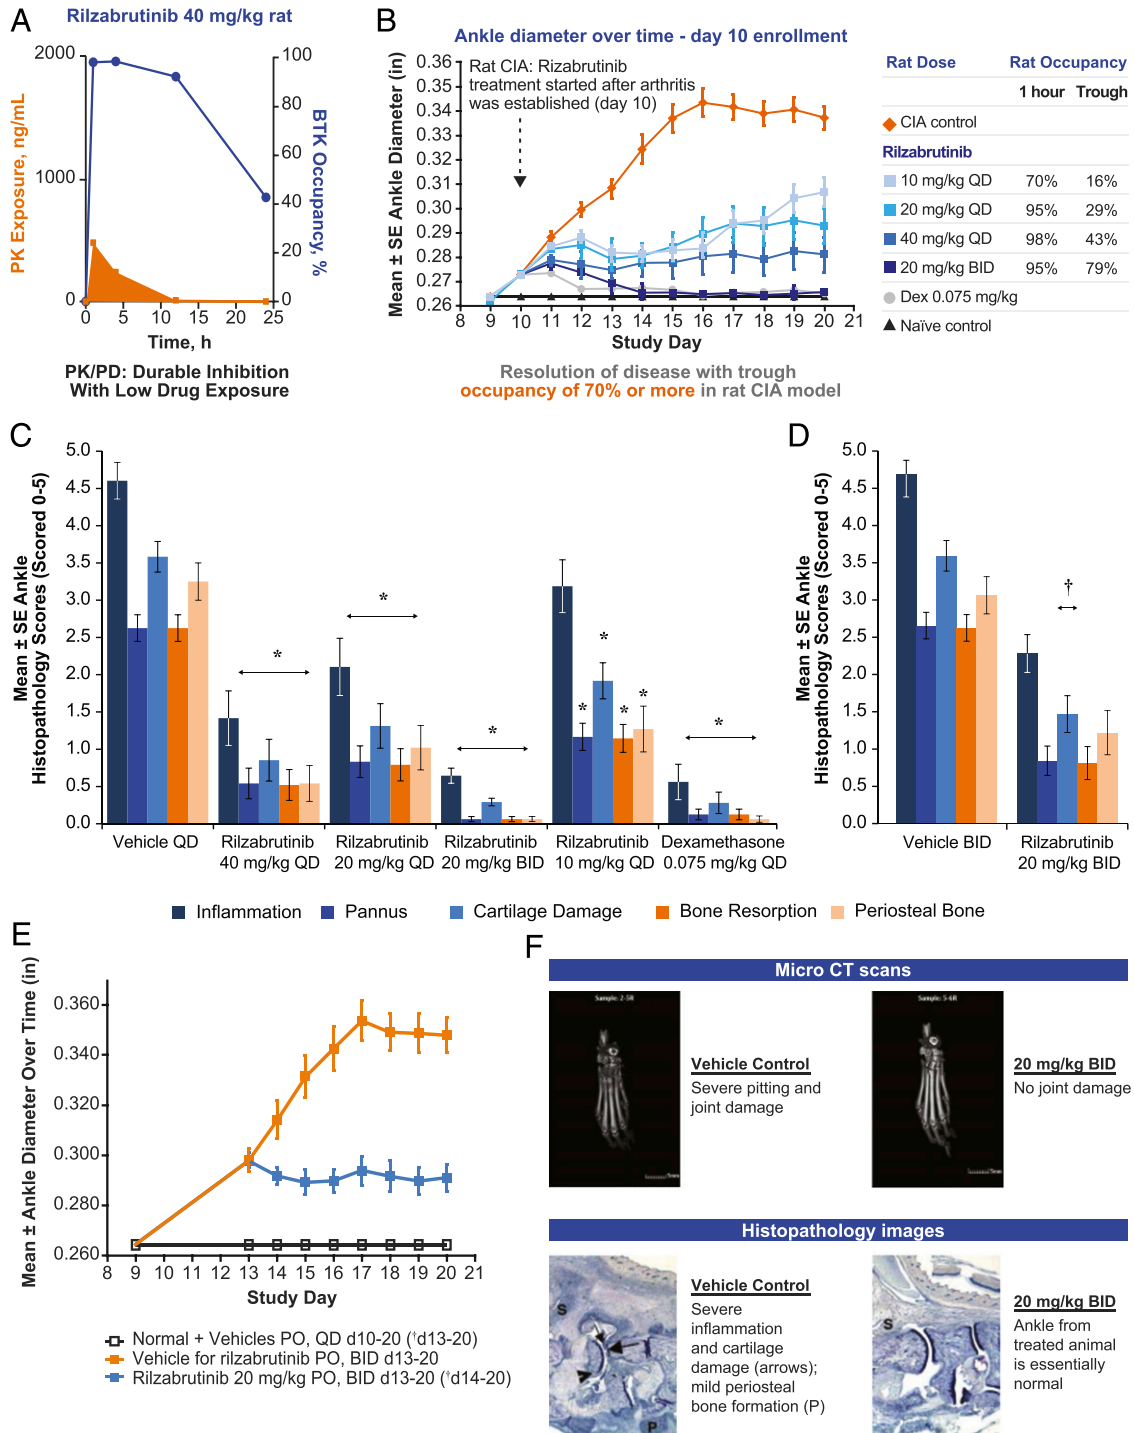 A
Rilzabrutinib 40 mg/kg rat
2000
1000
0
PK Exposure, ng/mL
100
80
60
40
20
0
BTK Occupancy, %
0 5 10 15 20 25
Time, h
PK/PD: Durable Inhibition
With Low Drug Exposure
B
Ankle diameter over time - day 10 enrollment
Mean ± SE Ankle Diameter (in)
0.36
0.35
0.34
0.33
0.32
0.31
0.30
0.29
0.28
0.27
0.26
Rat CIA: Rizabrutinib
treatment started after arthritis
was established (day 10)
8 9 10 11 12 13 14 15 16 17 18 19 20 21
Study Day
Resolution of disease with trough
occupancy of 70% or more in rat CIA model
Rat Dose Rat Occupancy
1 hour Trough
CIA control
Rilzabrutinib
10 mg/kg QD 70% 16%
20 mg/kg QD 95% 29%
40 mg/kg QD 98% 43%
20 mg/kg BID 95% 79%
Dex 0.075 mg/kg
Naïve control
C
Mean ± SE Ankle
Histopathology Scores (Scored 0-5)
5.0
4.5
4.0
3.5
3.0
2.5
2.0
1.5
1.0
0.5
0.0
* * * * * * * *
Vehicle QD
Rilzabrutinib
40 mg/kg QD
Rilzabrutinib
20 mg/kg QD
Rilzabrutinib
20 mg/kg BID
Rilzabrutinib
10 mg/kg QD
Dexamethasone
0.075 mg/kg QD
D
Mean ± SE Ankle
Histopathology Scores (Scored 0-5)
5.0
4.5
4.0
3.5
3.0
2.5
2.0
1.5
1.0
0.5
0.0
†
Vehicle BID
Rilzabrutinib
20 mg/kg BID
Inflammation Pannus Cartilage Damage Bone Resorption Periosteal Bone
E
Mean ± Ankle Diameter Over Time (in)
0.360
0.340
0.320
0.300
0.280
0.260
8 9 10 11 12 13 14 15 16 17 18 19 20 21
Study Day
Normal + Vehicles PO, QD d10-20 (†d13-20)
Vehicle for rilzabrutinib PO, BID d13-20
Rilzabrutinib 20 mg/kg PO, BID d13-20 (†d14-20)
F
Micro CT scans
Sample: 2-5R
Vehicle Control
Severe pitting and
joint damage
Sample: 5-6R
20 mg/kg BID
No joint damage
Histopathology images
S
P
Vehicle Control
Severe
inflammation
and cartilage
damage (arrows);
mild periosteal
bone formation (P)
S
20 mg/kg BID
Ankle from
treated animal
is essentially
normal